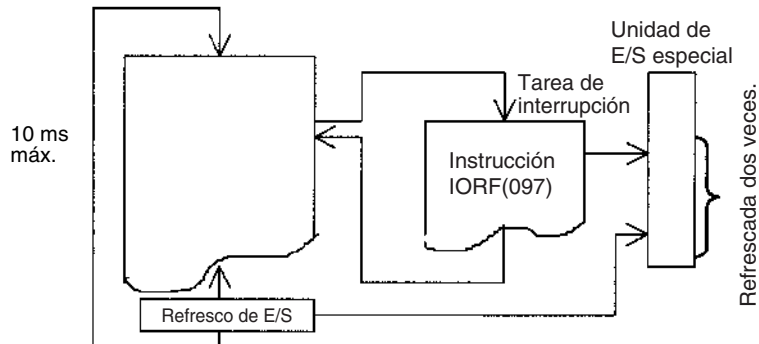 Unidad de
E/S especial
Tarea de
interrupción
10 ms
máx.
Instrucción
IORF(097)
Refrescada dos veces.
Refresco de E/S